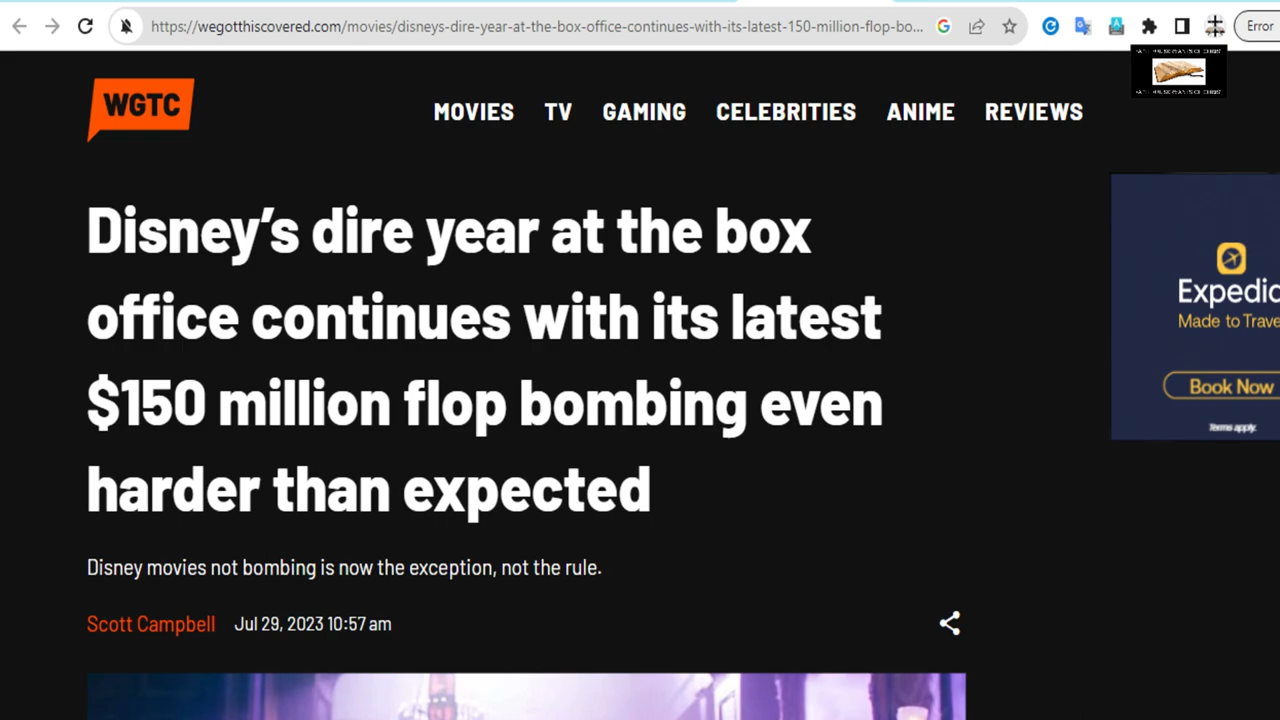 https://wegotthiscovered.com/movies/disneys-dire-year-at-the-box-office-continues-with-its-latest-150-million-flop-bo...
Error
WGTC
MOVIES TV GAMING CELEBRITIES ANIME REVIEWS
Disney’s dire year at the box
office continues with its latest
$150 million flop bombing even
harder than expected
Disney movies not bombing is now the exception, not the rule.
Scott Campbell Jul 29, 2023 10:57 am
Expedi
Made to Trave
Book Now
Terms apply.